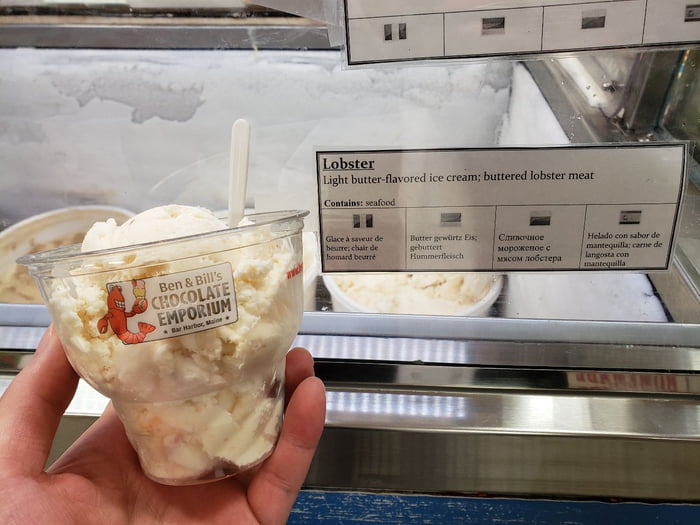 Lobster
Light butter-flavored ice cream; buttered lobster meat
Contains: seafood
Glace à saveur de
beurre; chair de
homard beurré
Butter gewürtz Eis;
gebuttert
Hummerfleisch
Сливочное
мороженое с
мясом лобстера
Helado con sabor de
mantequilla; carne de
langosta con
mantequilla
Ben & Bill's
CHOCOLATE
EMPORIUM
★ Bar Harbor, Maine ★